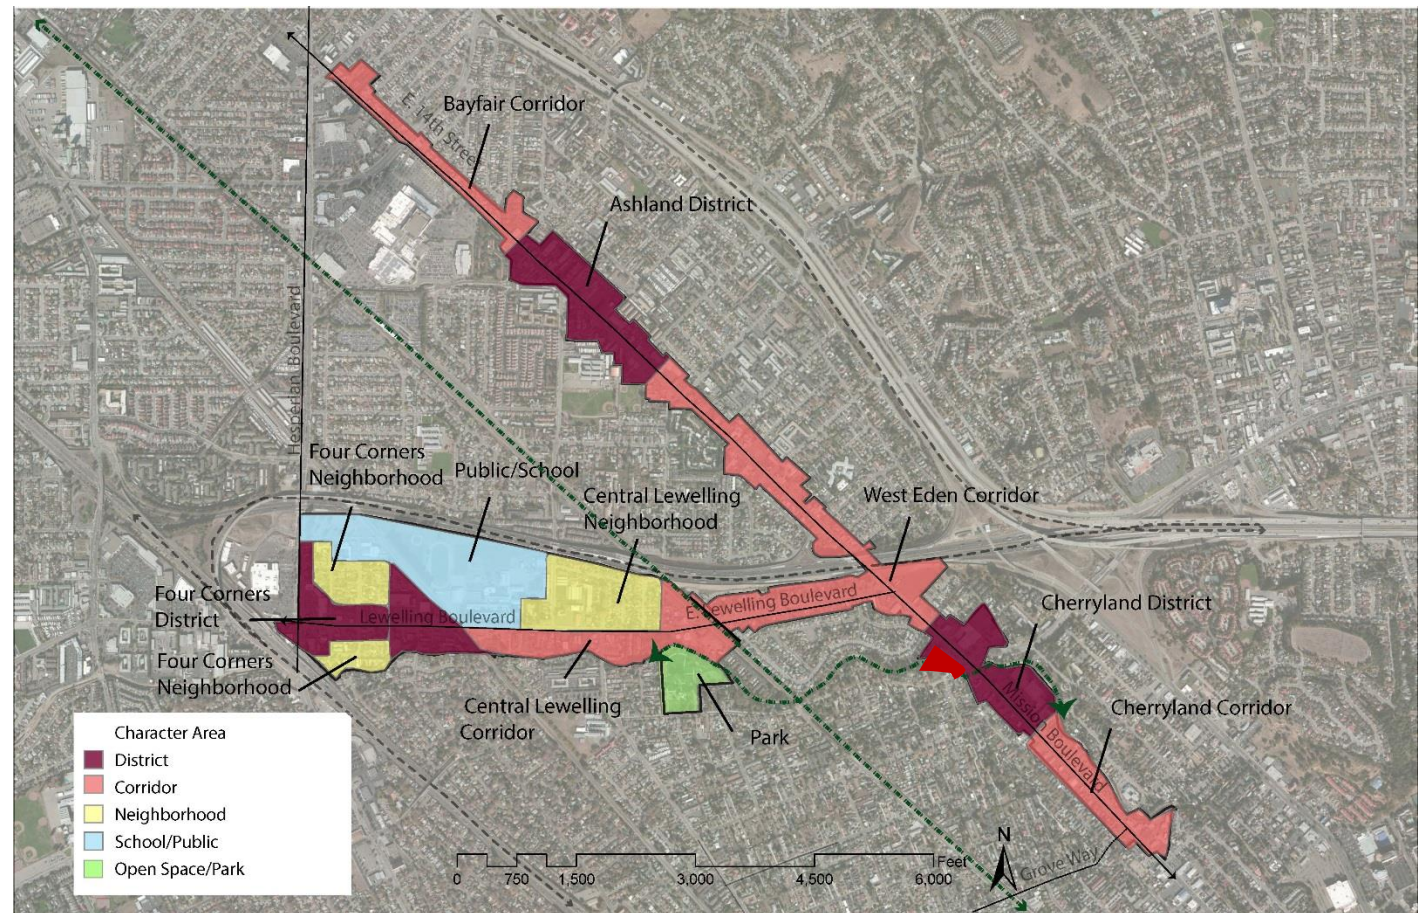 Bayfair Corridor
E. 14th Street
Ashland District
Hesperian Boulevard
Four Corners
Neighborhood
Public/School
Central Lewelling
Neighborhood
West Eden Corridor
Four Corners
District
Lewelling Boulevard
E. Lewelling Boulevard
Cherryland District
Four Corners
Neighborhood
Central Lewelling
Corridor
Park
Mission Boulevard
Cherryland Corridor
Character Area
District
Corridor
Neighborhood
School/Public
Open Space/Park
N
Grove Way
Feet
0 750 1,500 3,000 4,500 6,000